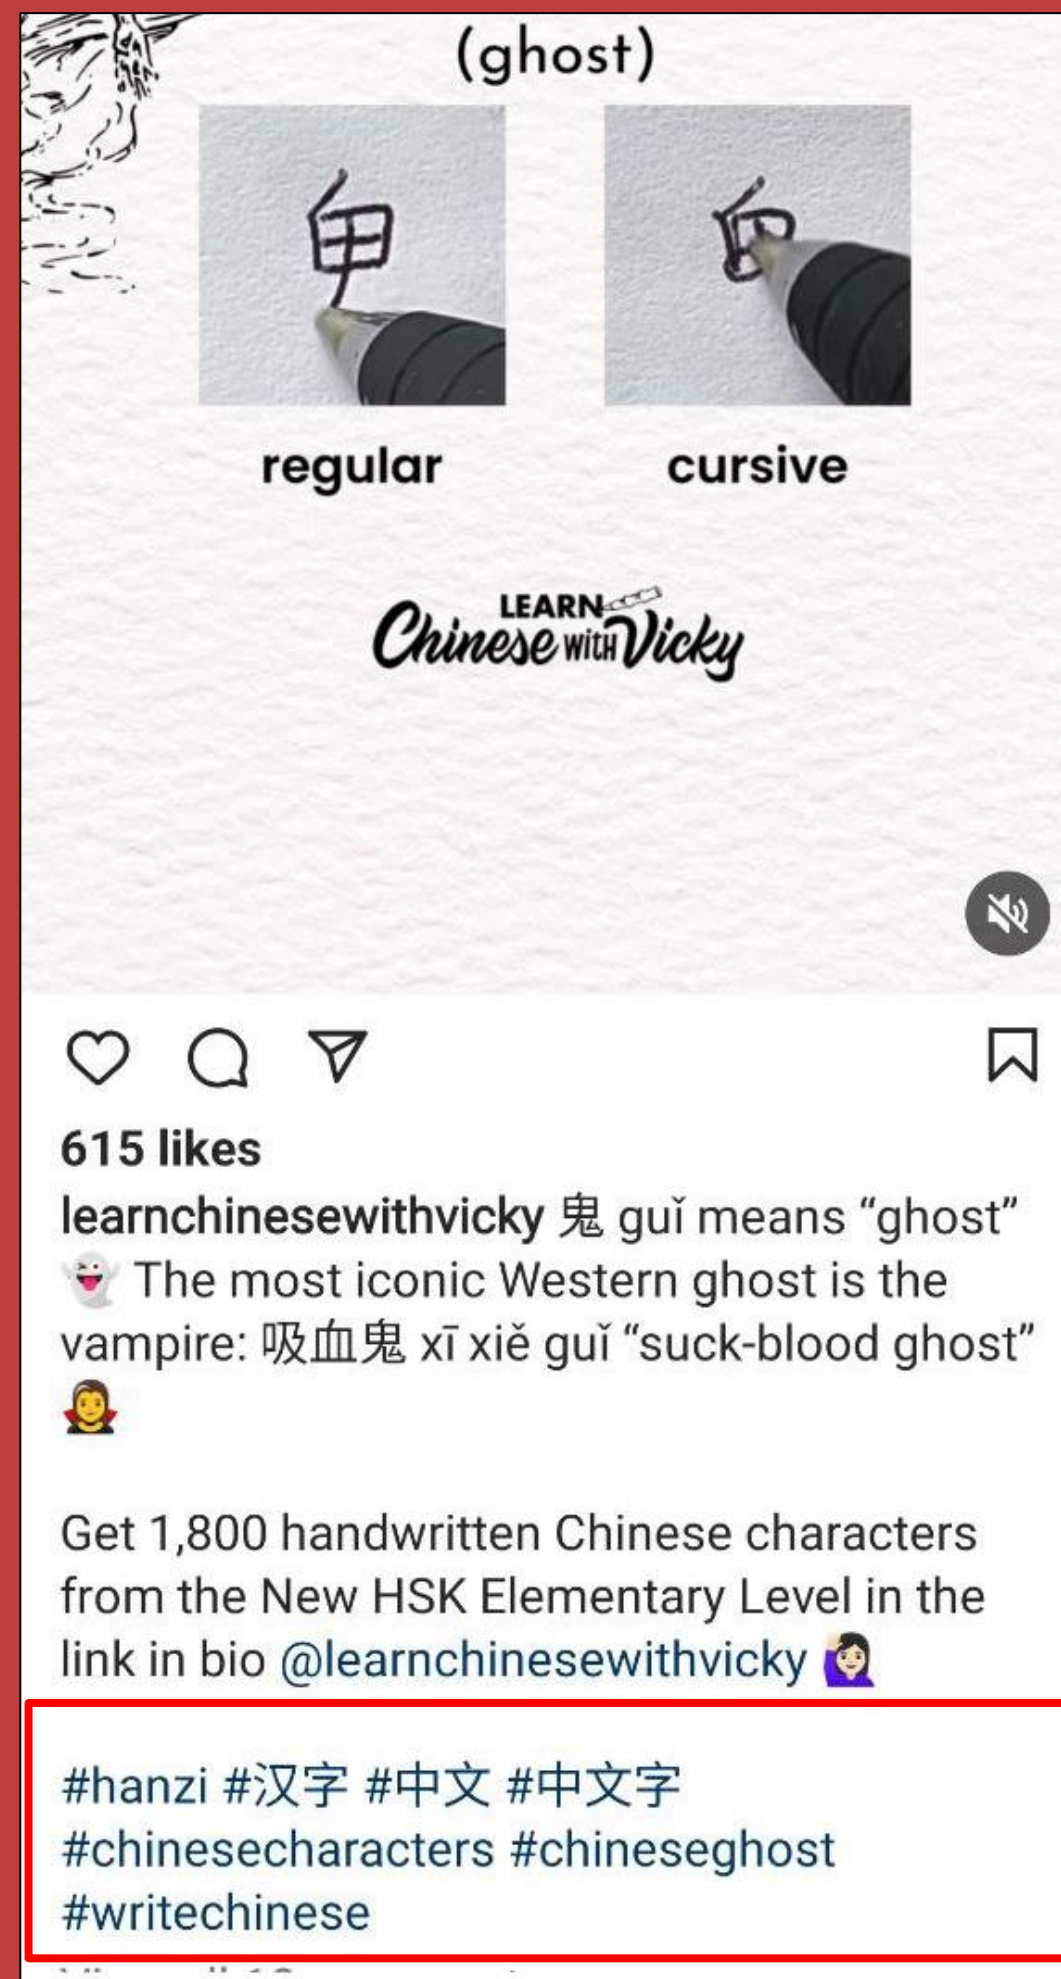 (ghost)
regular cursive
LEARN
Chinese WITH Vicky
615 likes
learnchinesewithvicky 鬼 guǐ means “ghost”
👻 The most iconic Western ghost is the
vampire: 吸血鬼 xī xiě guǐ “suck-blood ghost”
🧛
Get 1,800 handwritten Chinese characters
from the New HSK Elementary Level in the
link in bio @learnchinesewithvicky 🙋🏻‍♀️
#hanzi #汉字 #中文 #中文字
#chinesecharacters #chineseghost
#writechinese